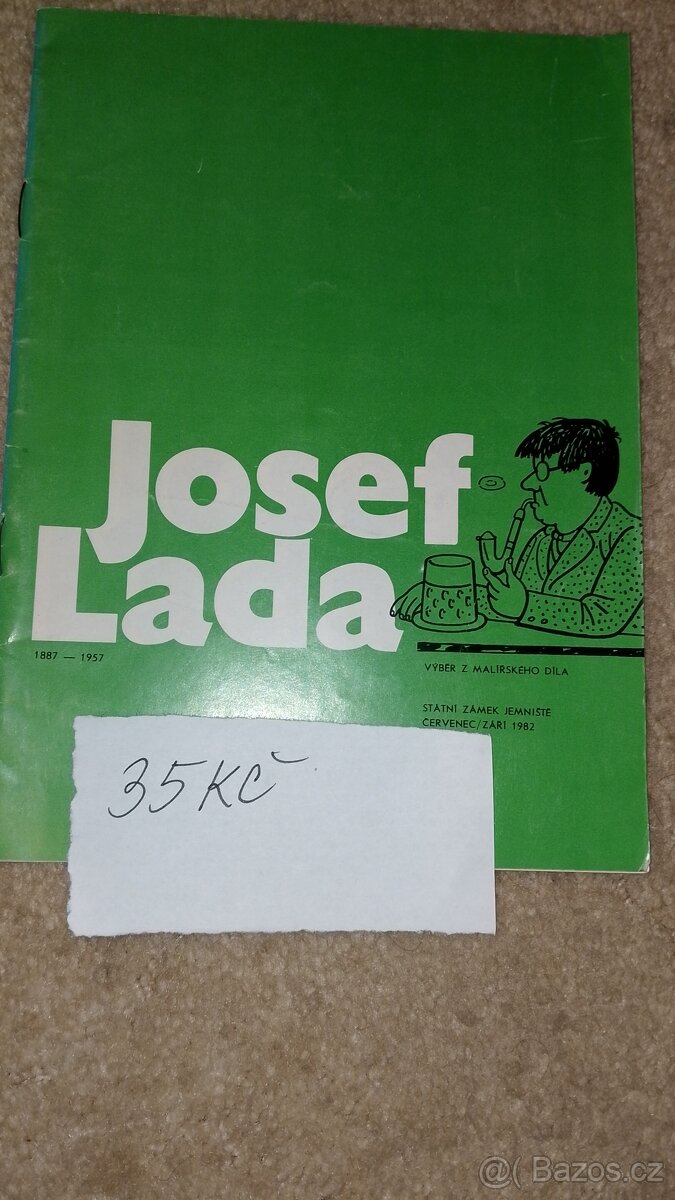 Josef
Lada
1887 — 1957
VÝBĚR Z MALÍŘSKÉHO DÍLA
STÁTNÍ ZÁMEK JEMNIŠTĚ
ČERVENEC/ZÁŘÍ 1982
35 KČ
@( Bazos.cz